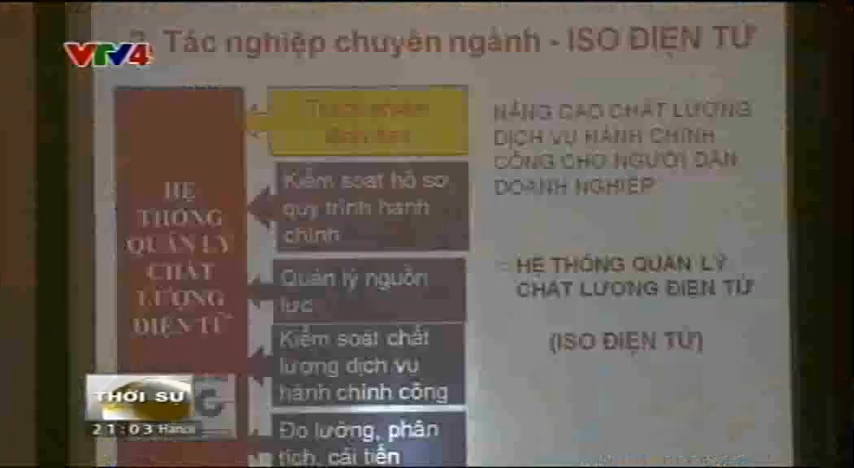 VTV4
Tác nghiệp chuyên ngành - ISO ĐIỆN TỬ
HỆ
THỐNG
QUẢN LÝ
CHẤT
LƯỢNG
ĐIỆN TỬ
Kiểm soát hồ sơ,
quy trình hành
chính
Quản lý nguồn
lực
Kiểm soát chất
lượng dịch vụ
hành chính công
Đo lường, phân
tích, cải tiến
NÂNG CAO CHẤT LƯỢNG
DỊCH VỤ HÀNH CHÍNH
CÔNG CHO NGƯỜI DÂN
DOANH NGHIỆP
HỆ THỐNG QUẢN LÝ
CHẤT LƯỢNG ĐIỆN TỬ
(ISO ĐIỆN TỬ)
THỜI SỰ
21:03 Hanoi